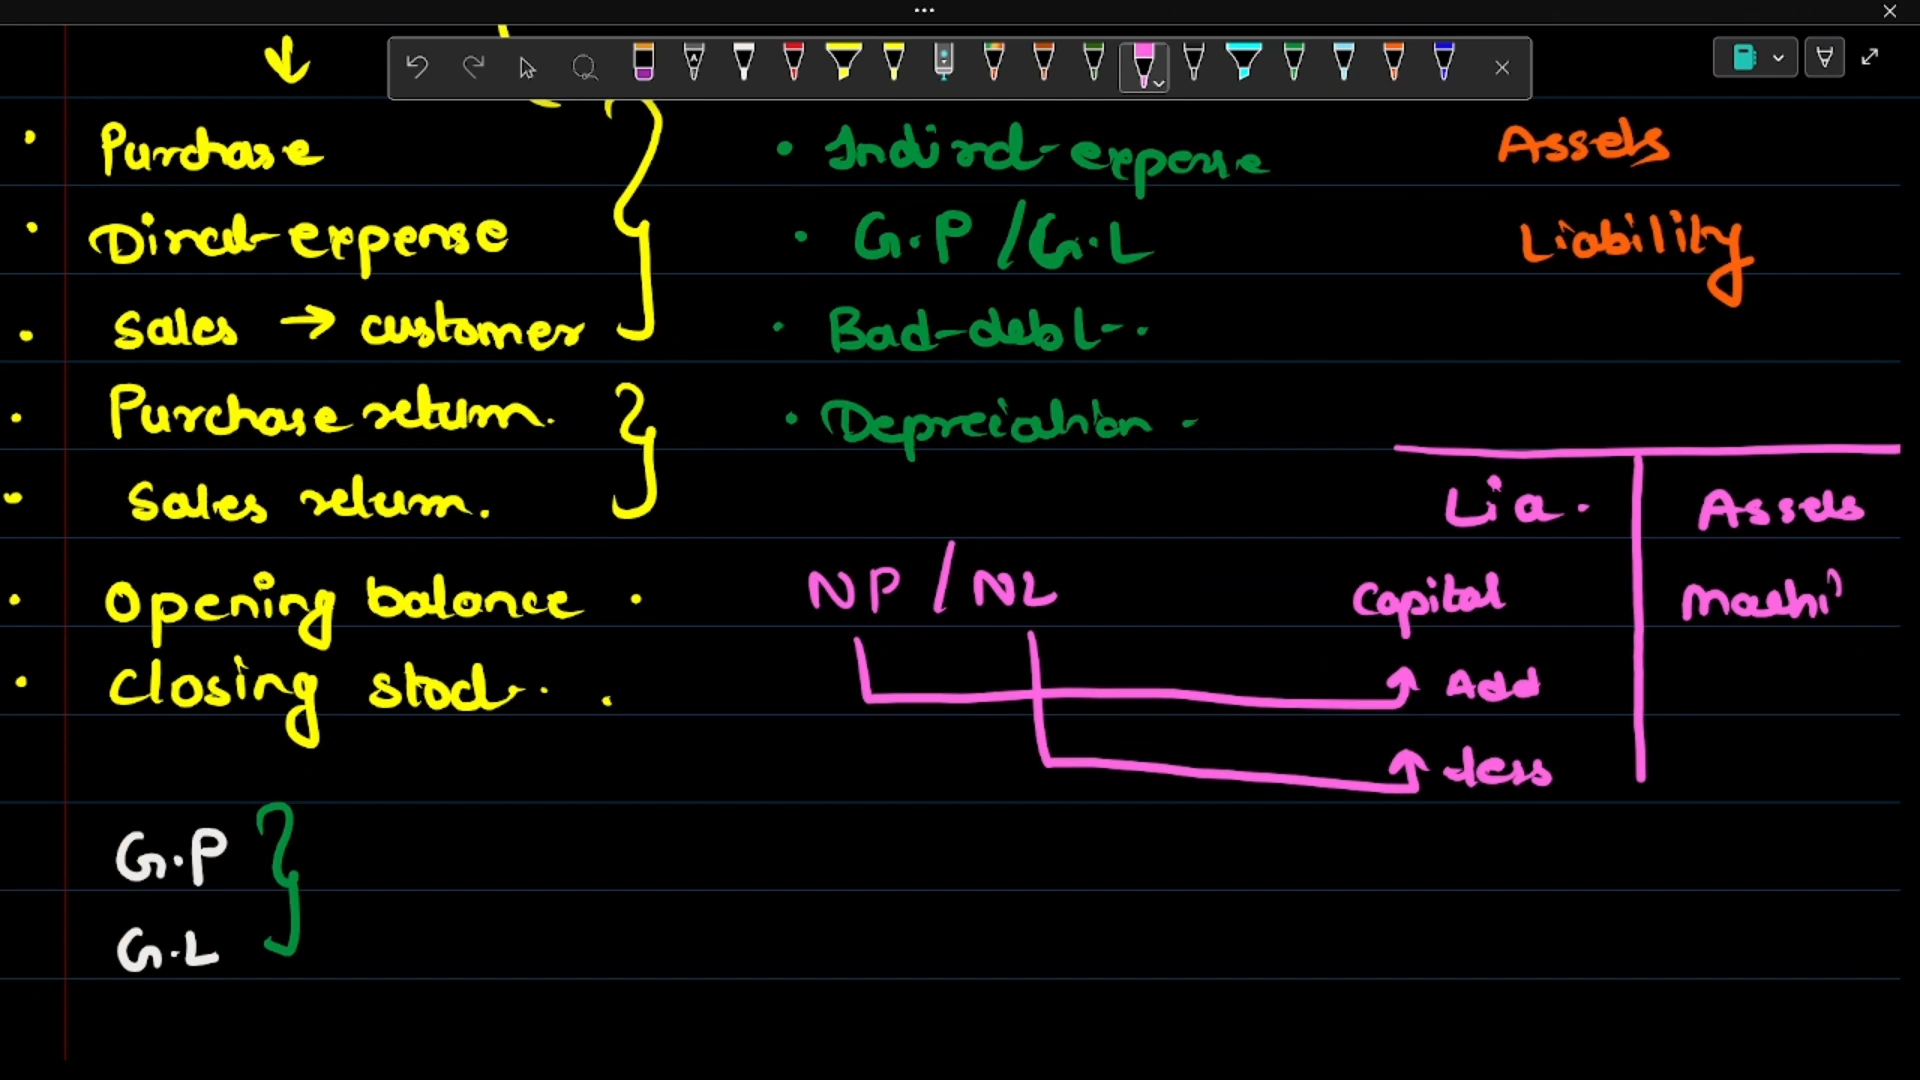 Purchase
Direct-expense
Sales → customer
Purchase return.
Sales return.
Opening balance
Closing stock
G.P
G.L
Indirect-expense
G.P / G.L
Bad-debt
Depreciation
NP / NL
Assets
Liability
Lia. Assets
Capital Machi
Add
Less